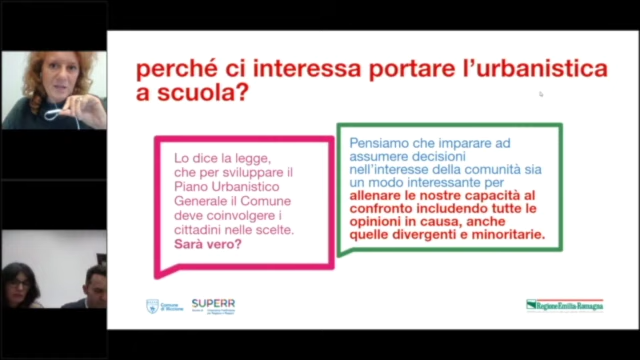 perché ci interessa portare l'urbanistica
a scuola?
Lo dice la legge,
che per sviluppare il
Piano Urbanistico
Generale il Comune
deve coinvolgere i
cittadini nelle scelte.
Sarà vero?
Pensiamo che imparare ad
assumere decisioni
nell'interesse della comunità sia
un modo interessante per
allenare le nostre capacità al
confronto includendo tutte le
opinioni in causa, anche
quelle divergenti e minoritarie.
Comune
SUPERR
Regione Emilia-Romagna